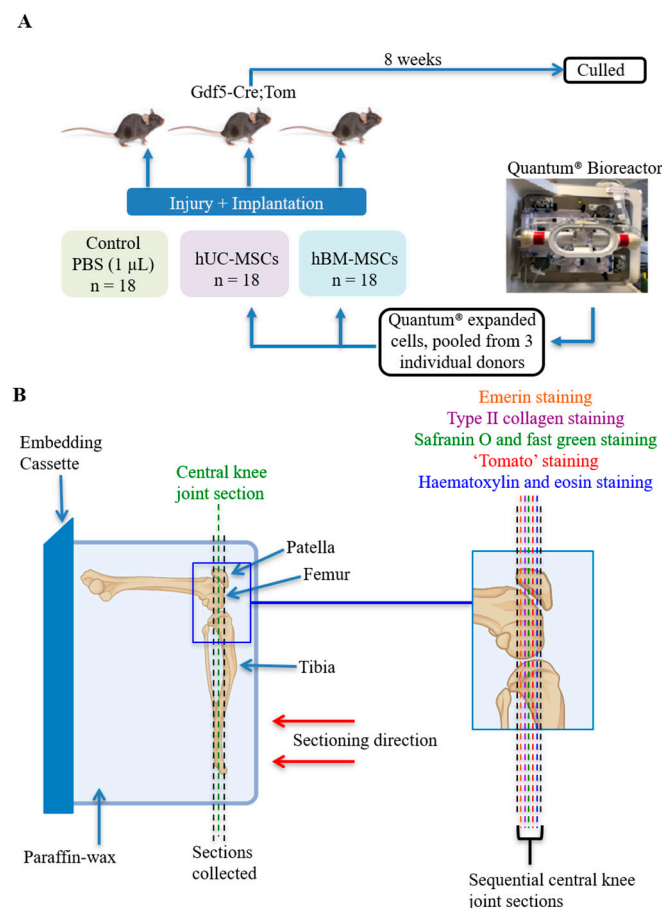 A
8 weeks
Culled
Gdf5-Cre;Tom
Quantum® Bioreactor
Injury + Implantation
Control
PBS (1 µL)
n = 18
hUC-MSCs
n = 18
hBM-MSCs
n = 18
Quantum® expanded
cells, pooled from 3
individual donors
B
Emerin staining
Type II collagen staining
Safranin O and fast green staining
‘Tomato’ staining
Haematoxylin and eosin staining
Embedding
Cassette
Central knee
joint section
Patella
Femur
Tibia
Sectioning direction
Paraffin-wax
Sections
collected
Sequential central knee
joint sections